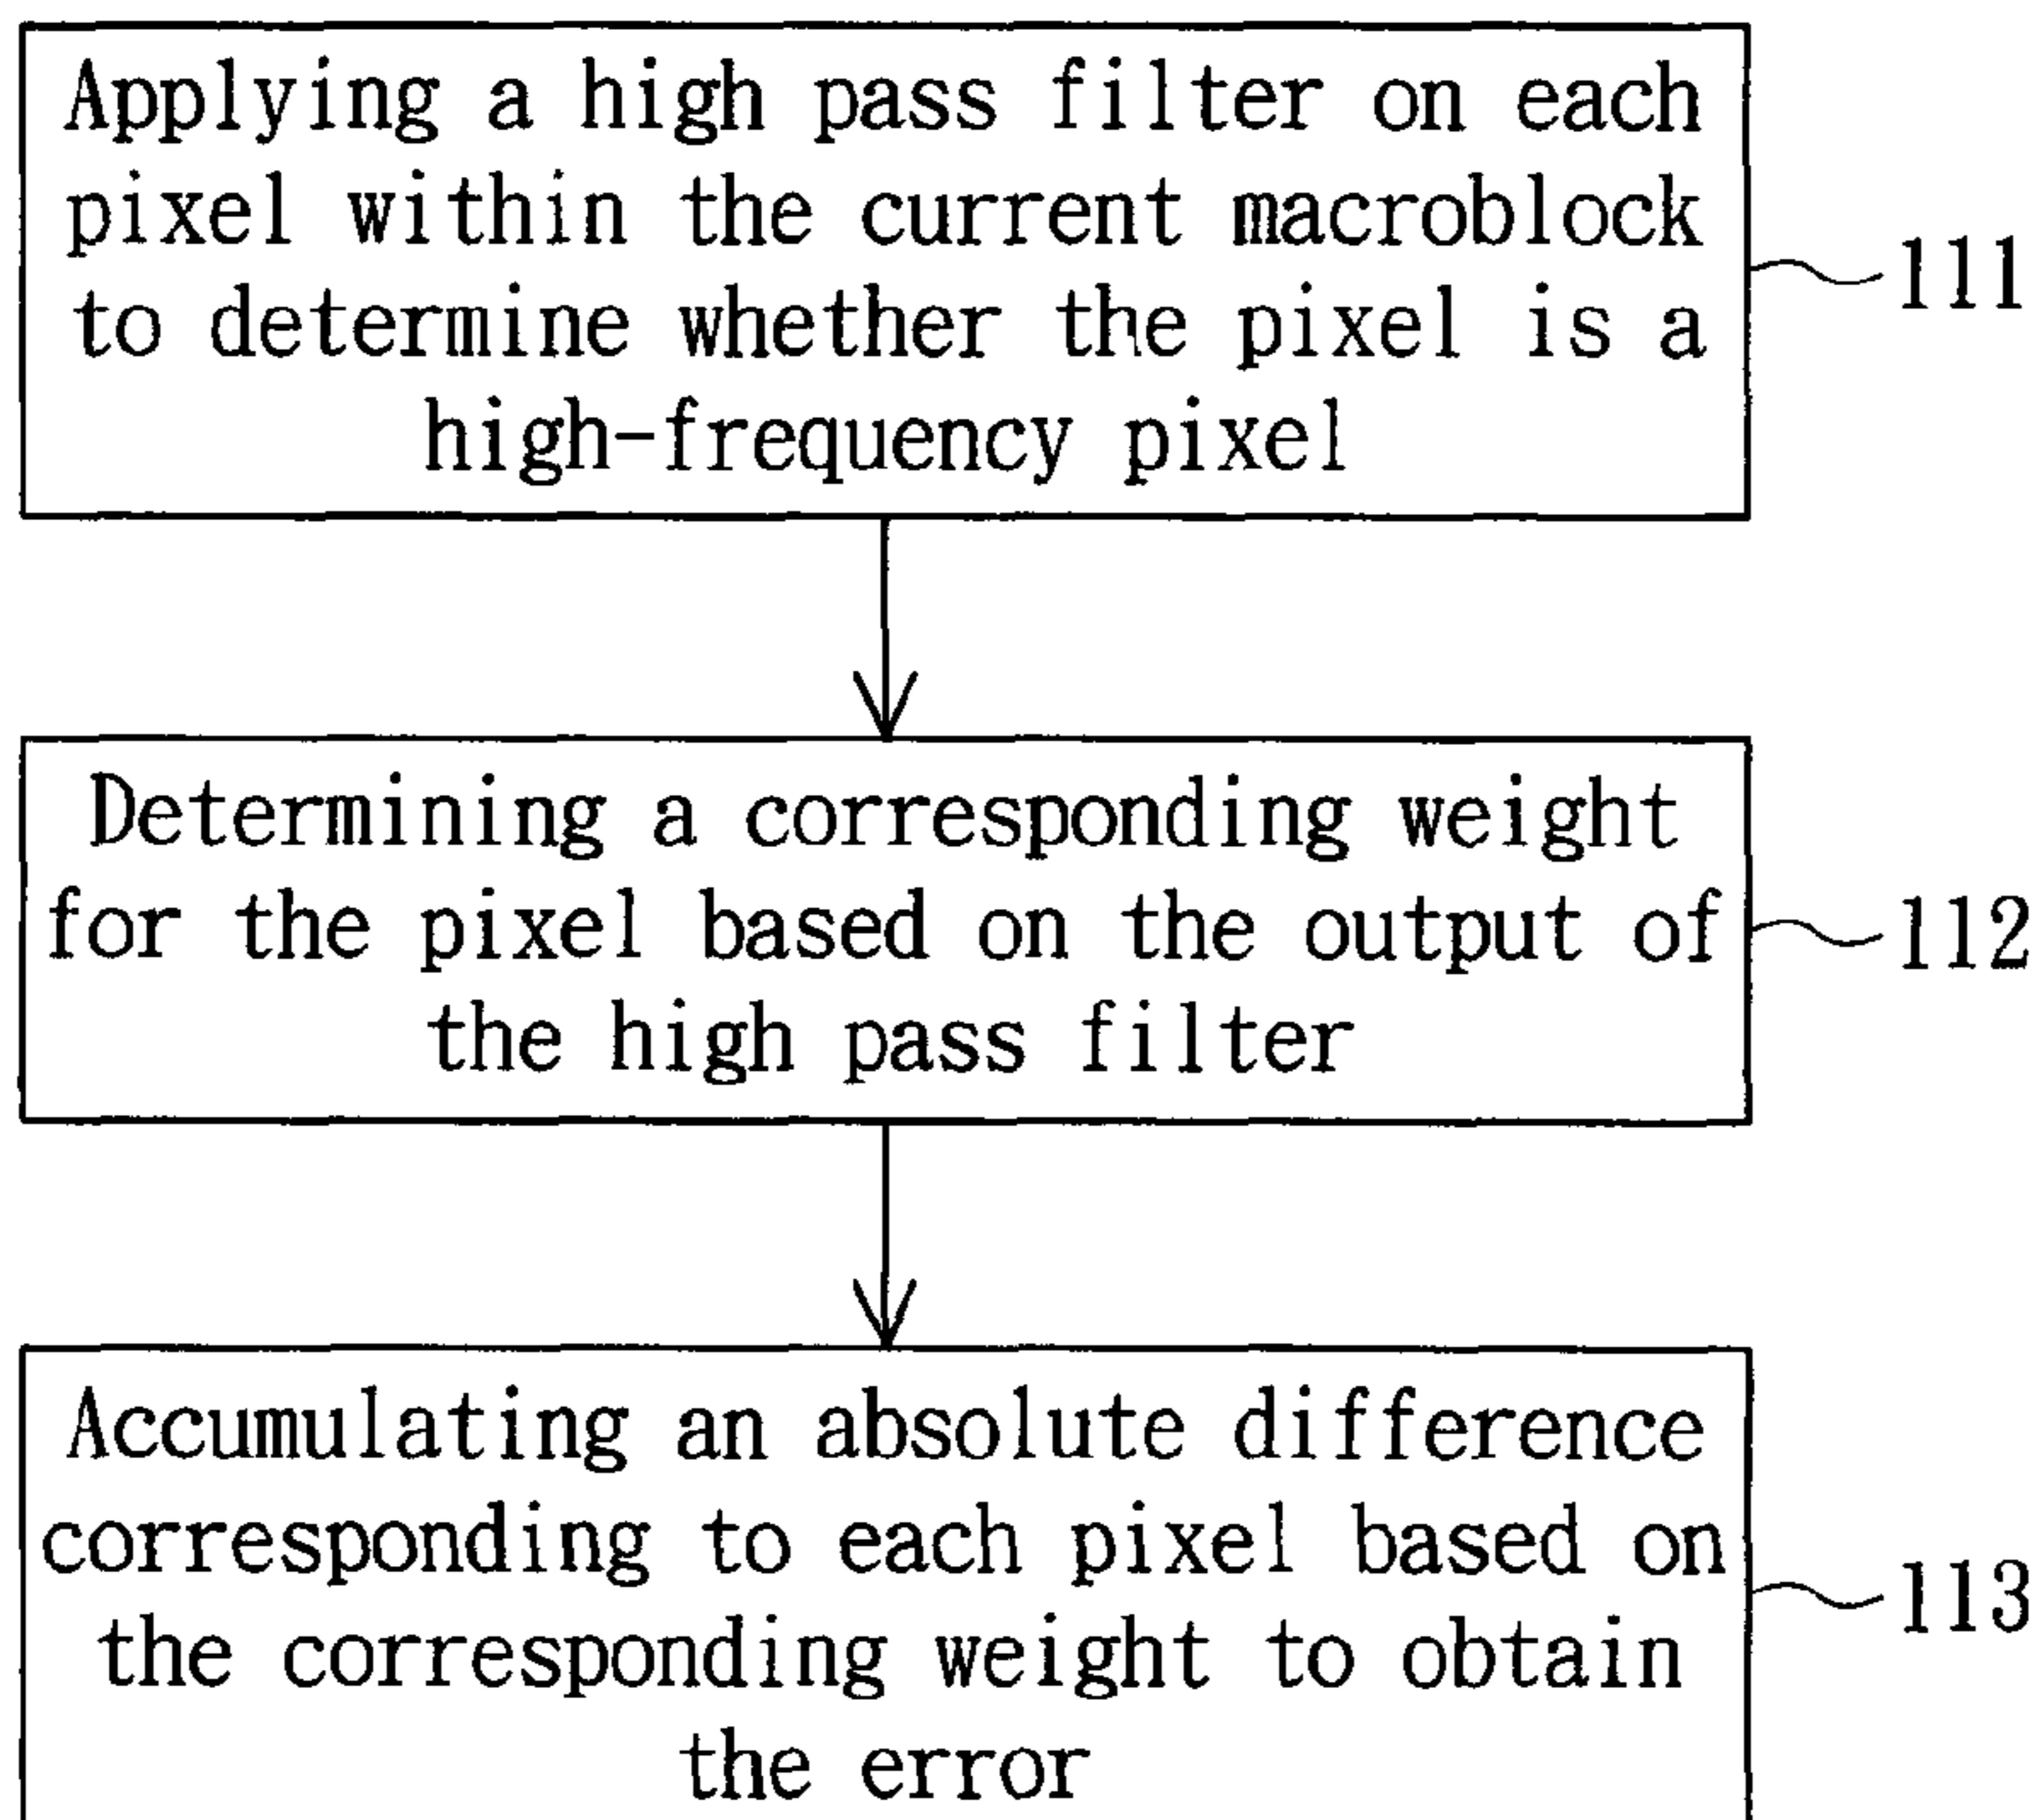 Applying a high pass filter on each
pixel within the current macroblock
to determine whether the pixel is a
high-frequency pixel
111
Determining a corresponding weight
for the pixel based on the output of
the high pass filter
112
Accumulating an absolute difference
corresponding to each pixel based on
the corresponding weight to obtain
the error
113